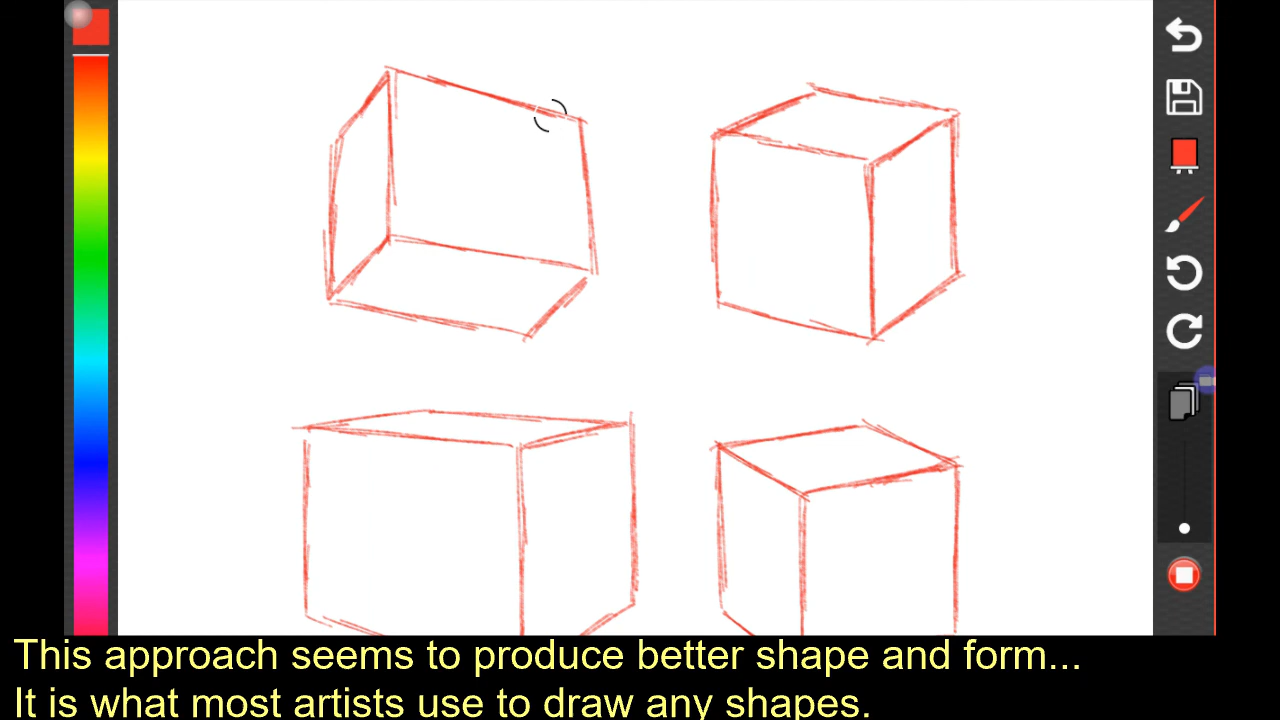 This approach seems to produce better shape and form...
It is what most artists use to draw any shapes.